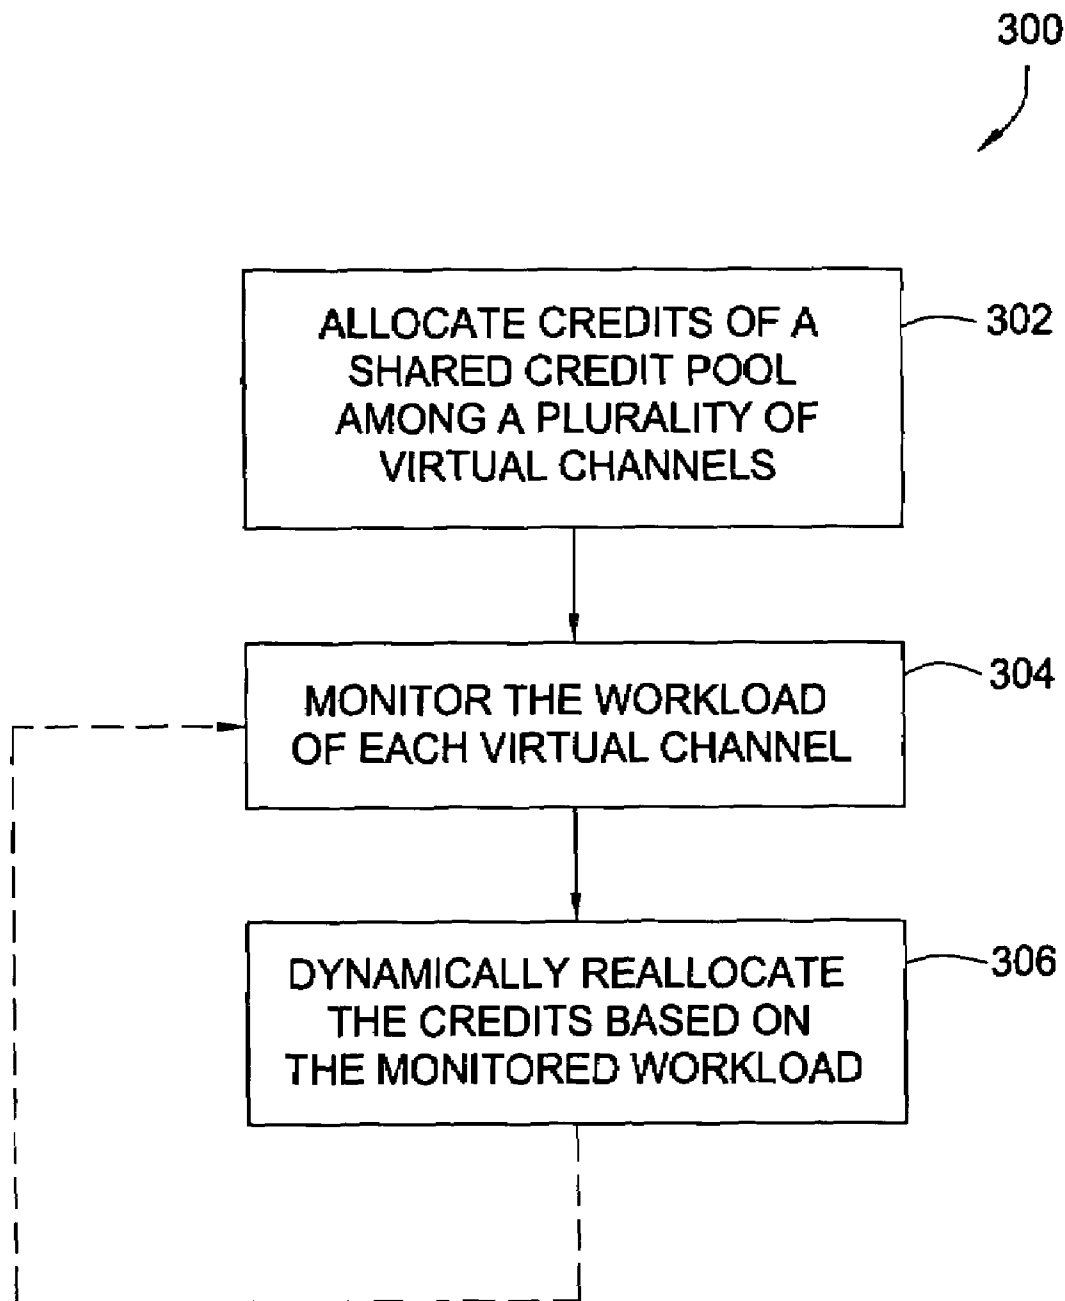 300
ALLOCATE CREDITS OF A
SHARED CREDIT POOL
AMONG A PLURALITY OF
VIRTUAL CHANNELS
302
MONITOR THE WORKLOAD
OF EACH VIRTUAL CHANNEL
304
DYNAMICALLY REALLOCATE
THE CREDITS BASED ON
THE MONITORED WORKLOAD
306